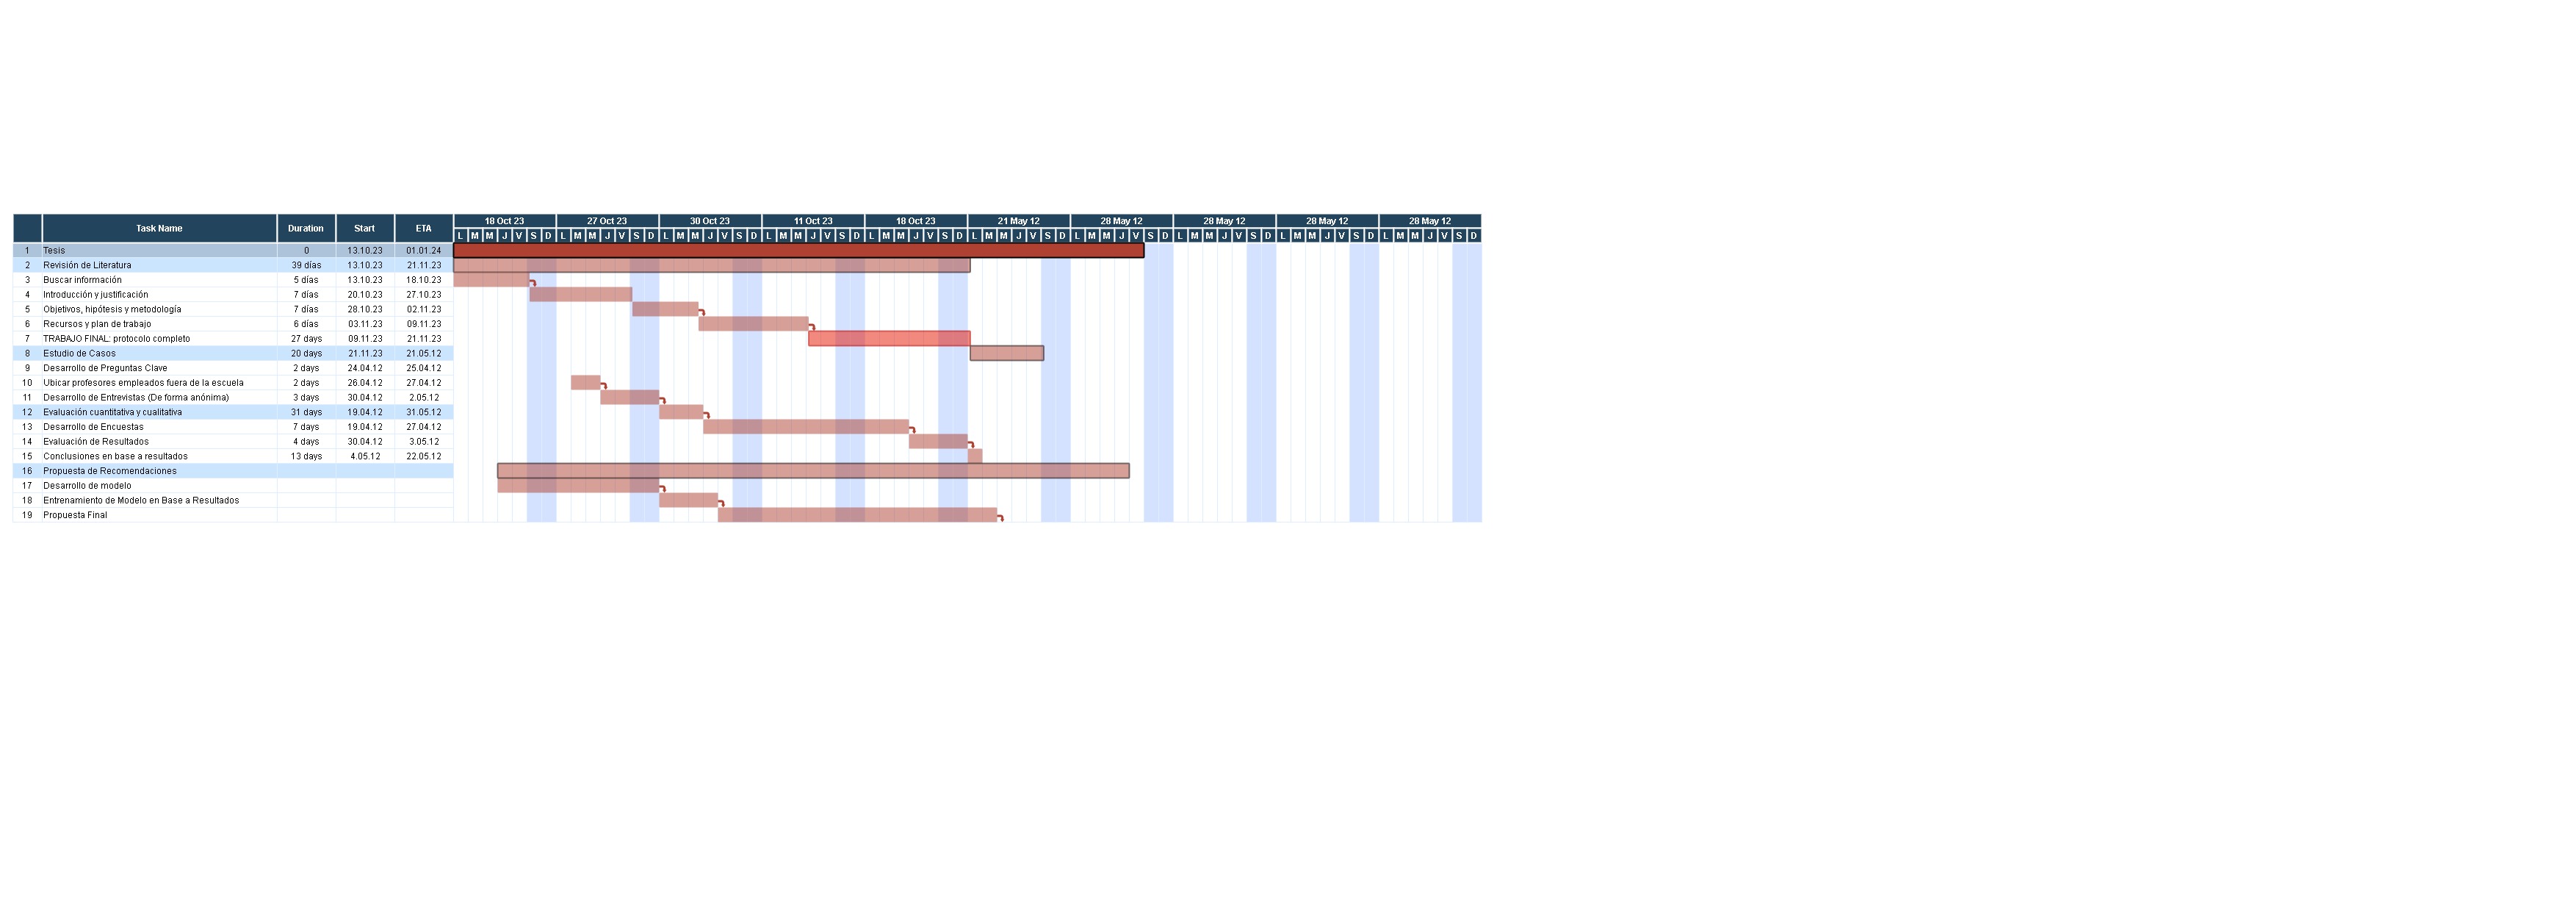 Task Name Duration Start ETA 18 Oct 23 27 Oct 23 30 Oct 23 11 Oct 23 18 Oct 23 21 May 12 28 May 12 28 May 12 28 May 12 28 May 12
L M M J V S D L M M J V S D L M M J V S D L M M J V S D L M M J V S D L M M J V S D L M M J V S D L M M J V S D L M M J V S D L M M J V S D
1 Tesis 0 13.10.23 01.01.24
2 Revisión de Literatura 39 días 13.10.23 21.11.23
3 Buscar información 5 días 13.10.23 18.10.23
4 Introducción y justificación 7 días 20.10.23 27.10.23
5 Objetivos, hipótesis y metodología 7 días 28.10.23 02.11.23
6 Recursos y plan de trabajo 6 días 03.11.23 09.11.23
7 TRABAJO FINAL: protocolo completo 27 days 09.11.23 21.11.23
8 Estudio de Casos 20 days 21.11.23 21.05.12
9 Desarrollo de Preguntas Clave 2 days 24.04.12 25.04.12
10 Ubicar profesores empleados fuera de la escuela 2 days 26.04.12 27.04.12
11 Desarrollo de Entrevistas (De forma anónima) 3 days 30.04.12 2.05.12
12 Evaluación cuantitativa y cualitativa 31 days 19.04.12 31.05.12
13 Desarrollo de Encuestas 7 days 19.04.12 27.04.12
14 Evaluación de Resultados 4 days 30.04.12 3.05.12
15 Conclusiones en base a resultados 13 days 4.05.12 22.05.12
16 Propuesta de Recomendaciones
17 Desarrollo de modelo
18 Entrenamiento de Modelo en Base a Resultados
19 Propuesta Final